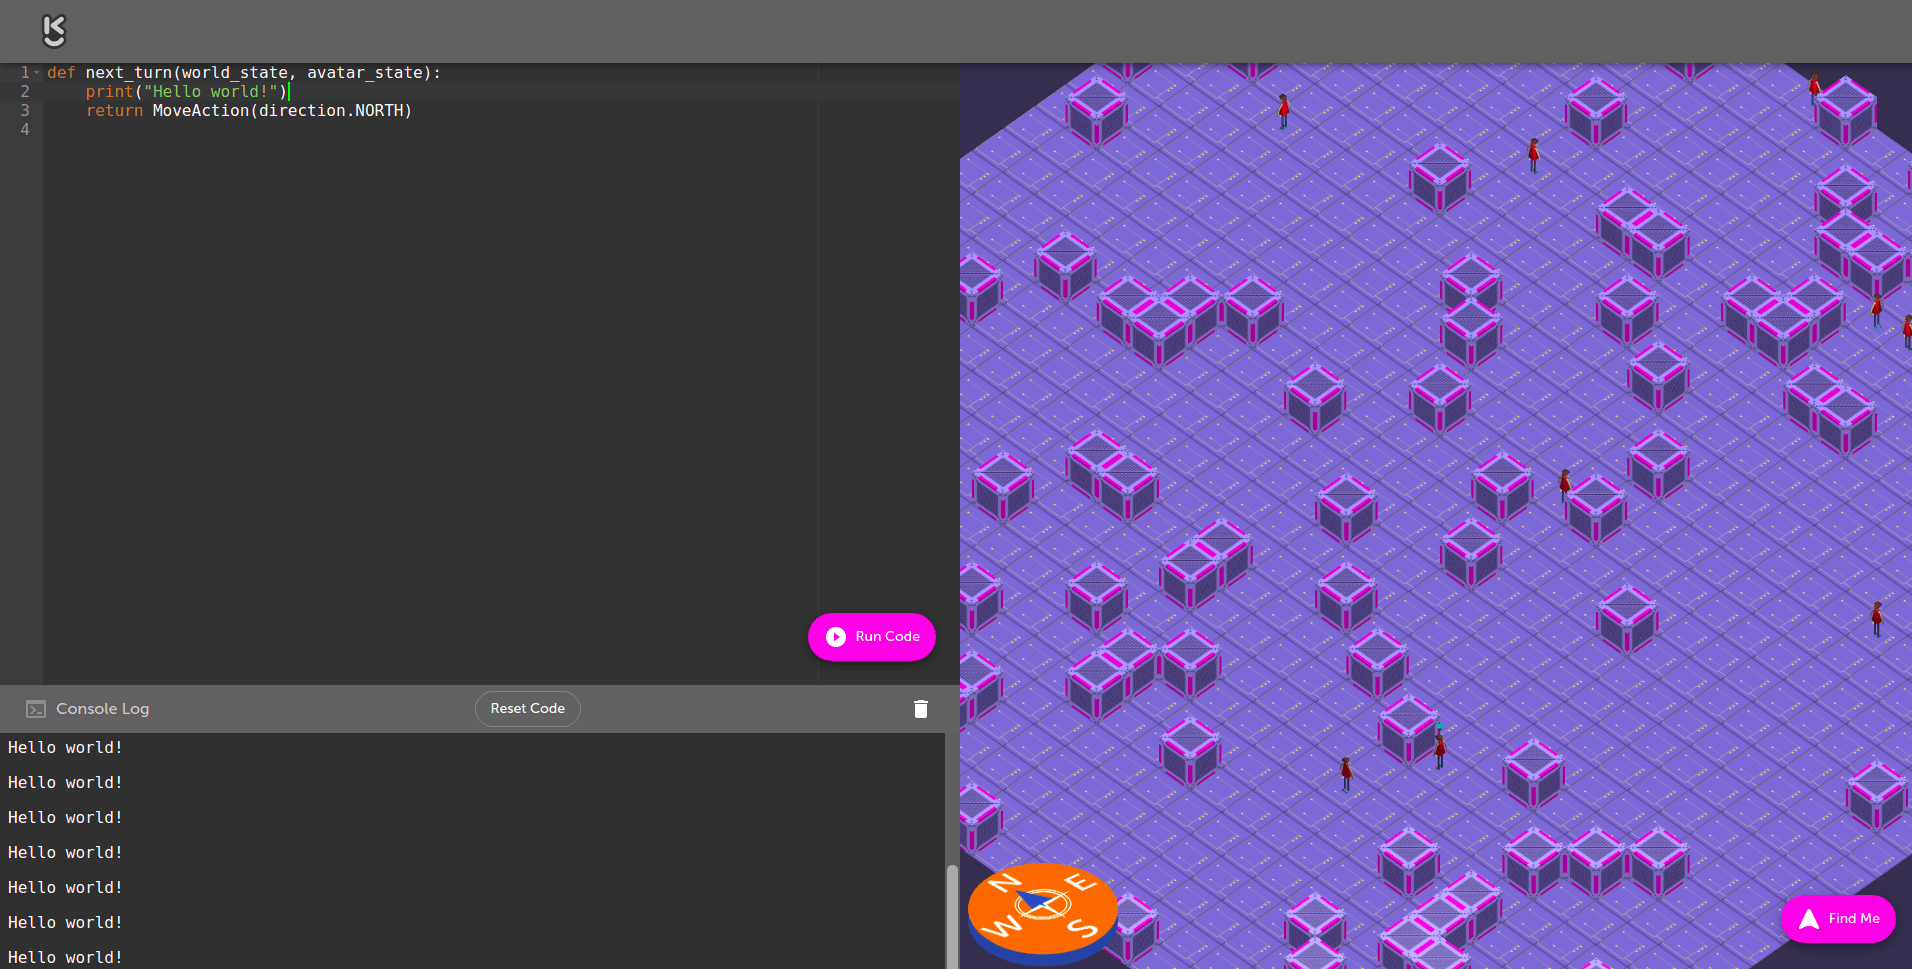 1 def next_turn(world_state, avatar_state):
2     print("Hello world!")
3     return MoveAction(direction.NORTH)
4
Run Code
Console Log
Reset Code
Hello world!
Hello world!
Hello world!
Hello world!
Hello world!
Hello world!
Hello world!
N E
W S
Find Me